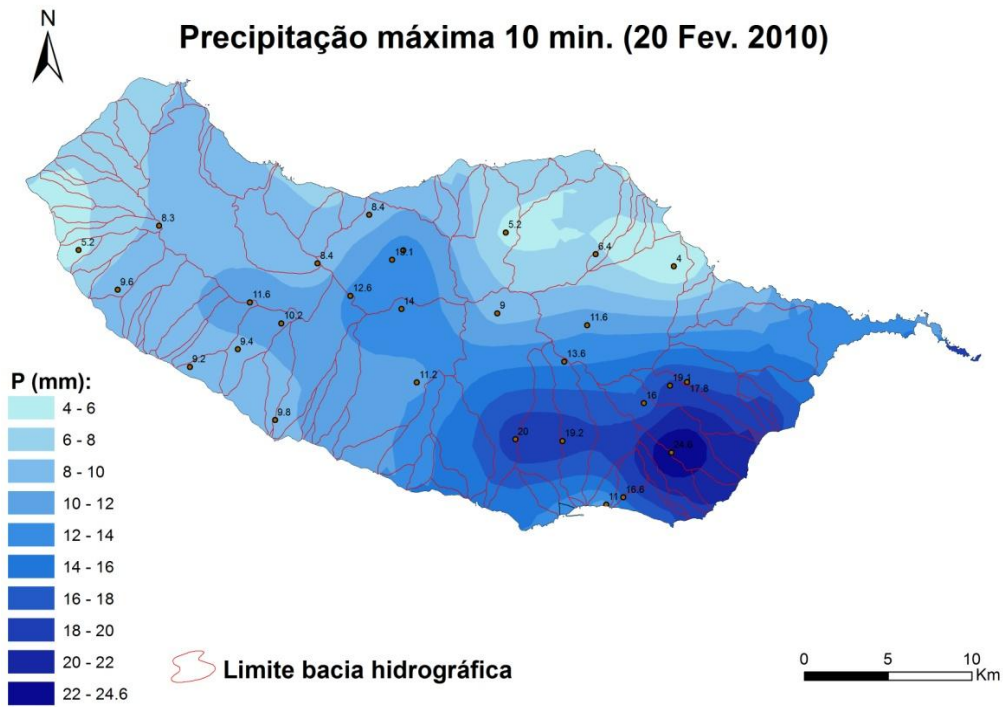 N
Precipitação máxima 10 min. (20 Fev. 2010)
8.4
8.3
5.2
5.2
6.4
8.4
4
9.6
12.6
11.6
14
9
10.2
11.6
9.4
13.6
9.2
11.2
19.1
17.8
16
9.8
20
19.2
24.6
16.6
11
P (mm):
4 - 6
6 - 8
8 - 10
10 - 12
12 - 14
14 - 16
16 - 18
18 - 20
20 - 22
22 - 24.6
Limite bacia hidrográfica
0 5 10
Km